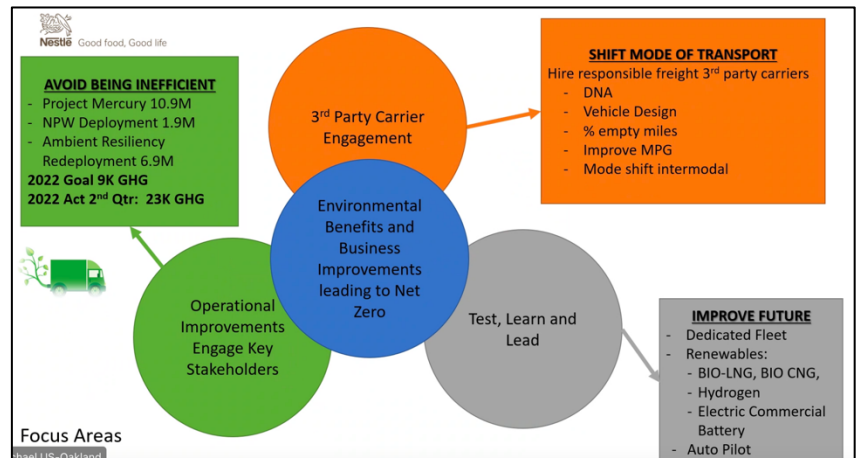 Nestlé Good food, Good life
AVOID BEING INEFFICIENT
- Project Mercury 10.9M
- NPW Deployment 1.9M
- Ambient Resiliency
Redeployment 6.9M
2022 Goal 9K GHG
2022 Act 2nd Qtr: 23K GHG
3rd Party Carrier
Engagement
SHIFT MODE OF TRANSPORT
Hire responsible freight 3rd party carriers
- DNA
- Vehicle Design
- % empty miles
- Improve MPG
- Mode shift intermodal
Environmental
Benefits and
Business
Improvements
leading to Net
Zero
Operational
Improvements
Engage Key
Stakeholders
Test, Learn and
Lead
IMPROVE FUTURE
- Dedicated Fleet
- Renewables:
- BIO-LNG, BIO CNG,
- Hydrogen
- Electric Commercial
Battery
- Auto Pilot
Focus Areas